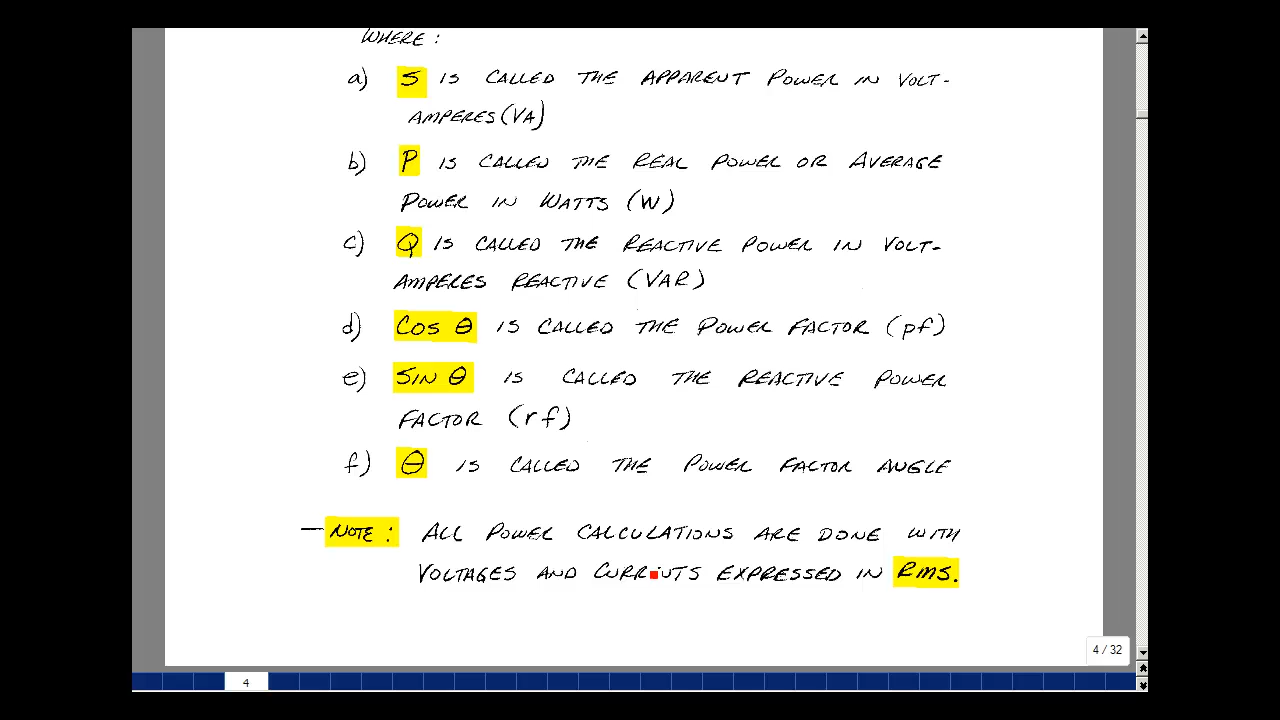 WHERE:
a) S IS CALLED THE APPARENT POWER IN VOLT-
AMPERES (VA)
b) P IS CALLED THE REAL POWER OR AVERAGE
POWER IN WATTS (W)
c) Q IS CALLED THE REACTIVE POWER IN VOLT-
AMPERES REACTIVE (VAR)
d) COS θ IS CALLED THE POWER FACTOR (pf)
e) SIN θ IS CALLED THE REACTIVE POWER
FACTOR (rf)
f) θ IS CALLED THE POWER FACTOR ANGLE
— NOTE: ALL POWER CALCULATIONS ARE DONE WITH
VOLTAGES AND CURRENTS EXPRESSED IN RMS.
4 / 32
4